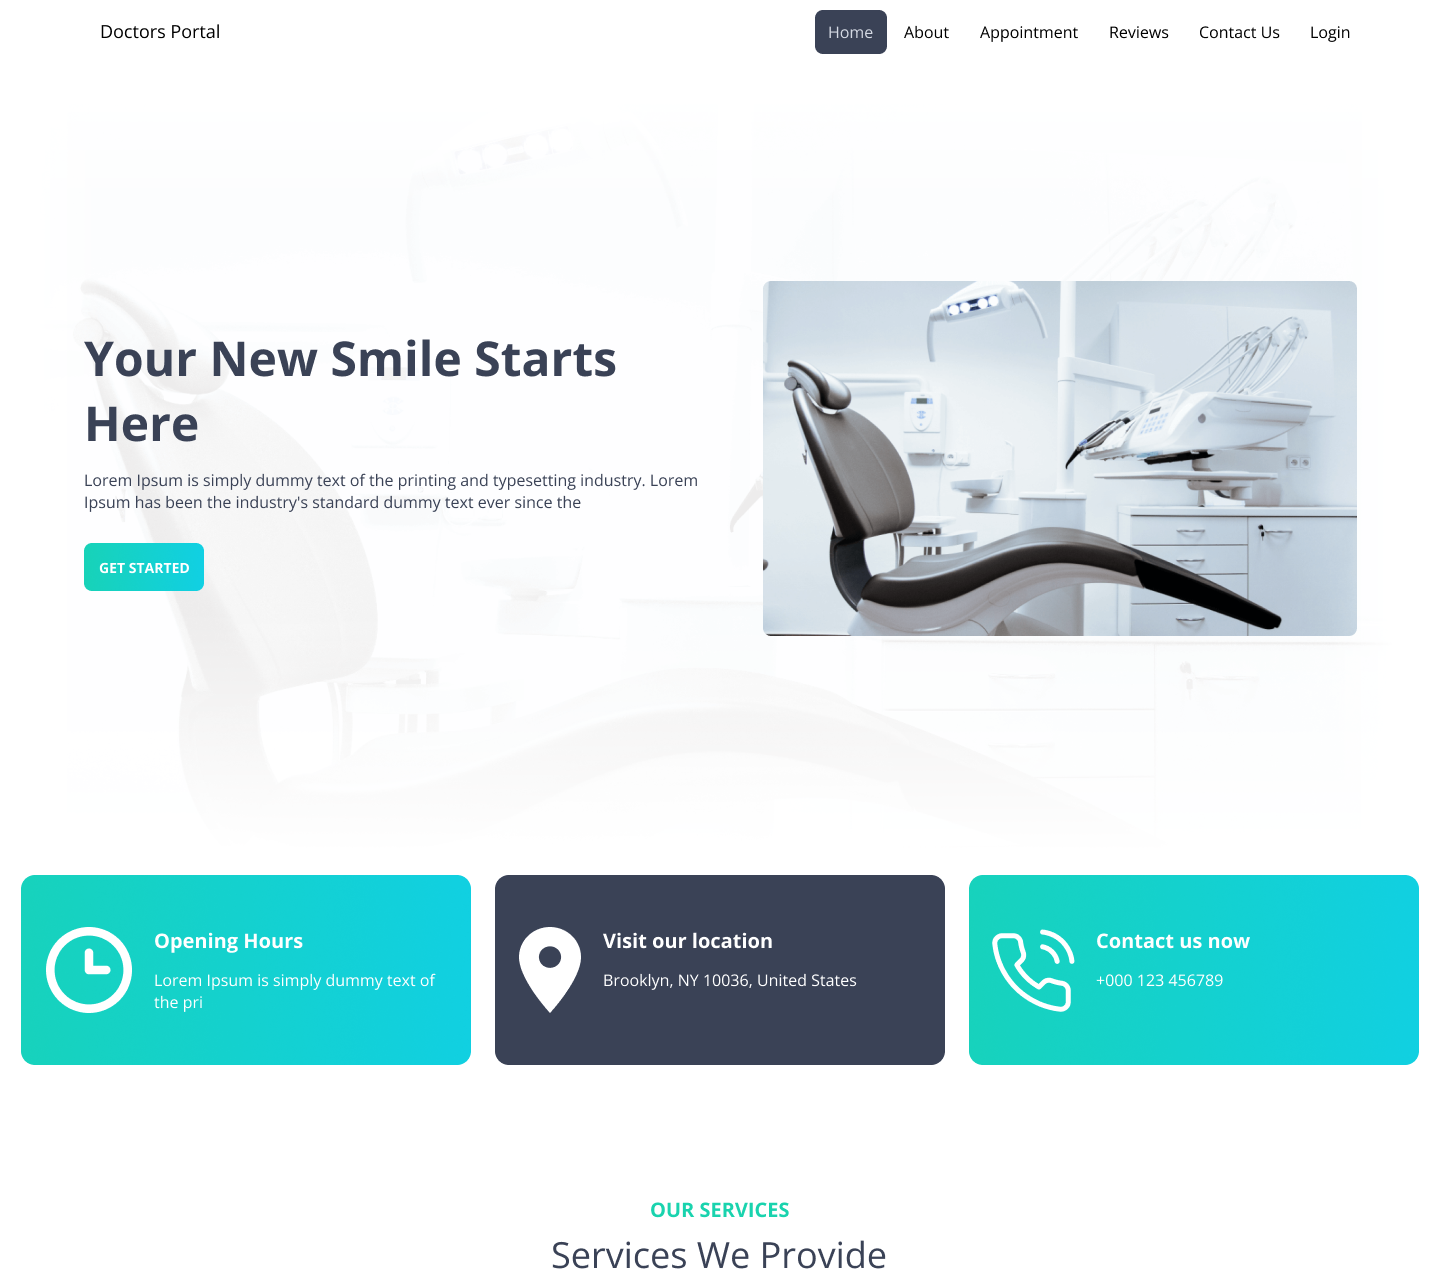 Doctors Portal
Home About Appointment Reviews Contact Us Login
Your New Smile Starts
Here
Lorem Ipsum is simply dummy text of the printing and typesetting industry. Lorem
Ipsum has been the industry's standard dummy text ever since the
GET STARTED
Opening Hours
Lorem Ipsum is simply dummy text of
the pri
Visit our location
Brooklyn, NY 10036, United States
Contact us now
+000 123 456789
OUR SERVICES
Services We Provide